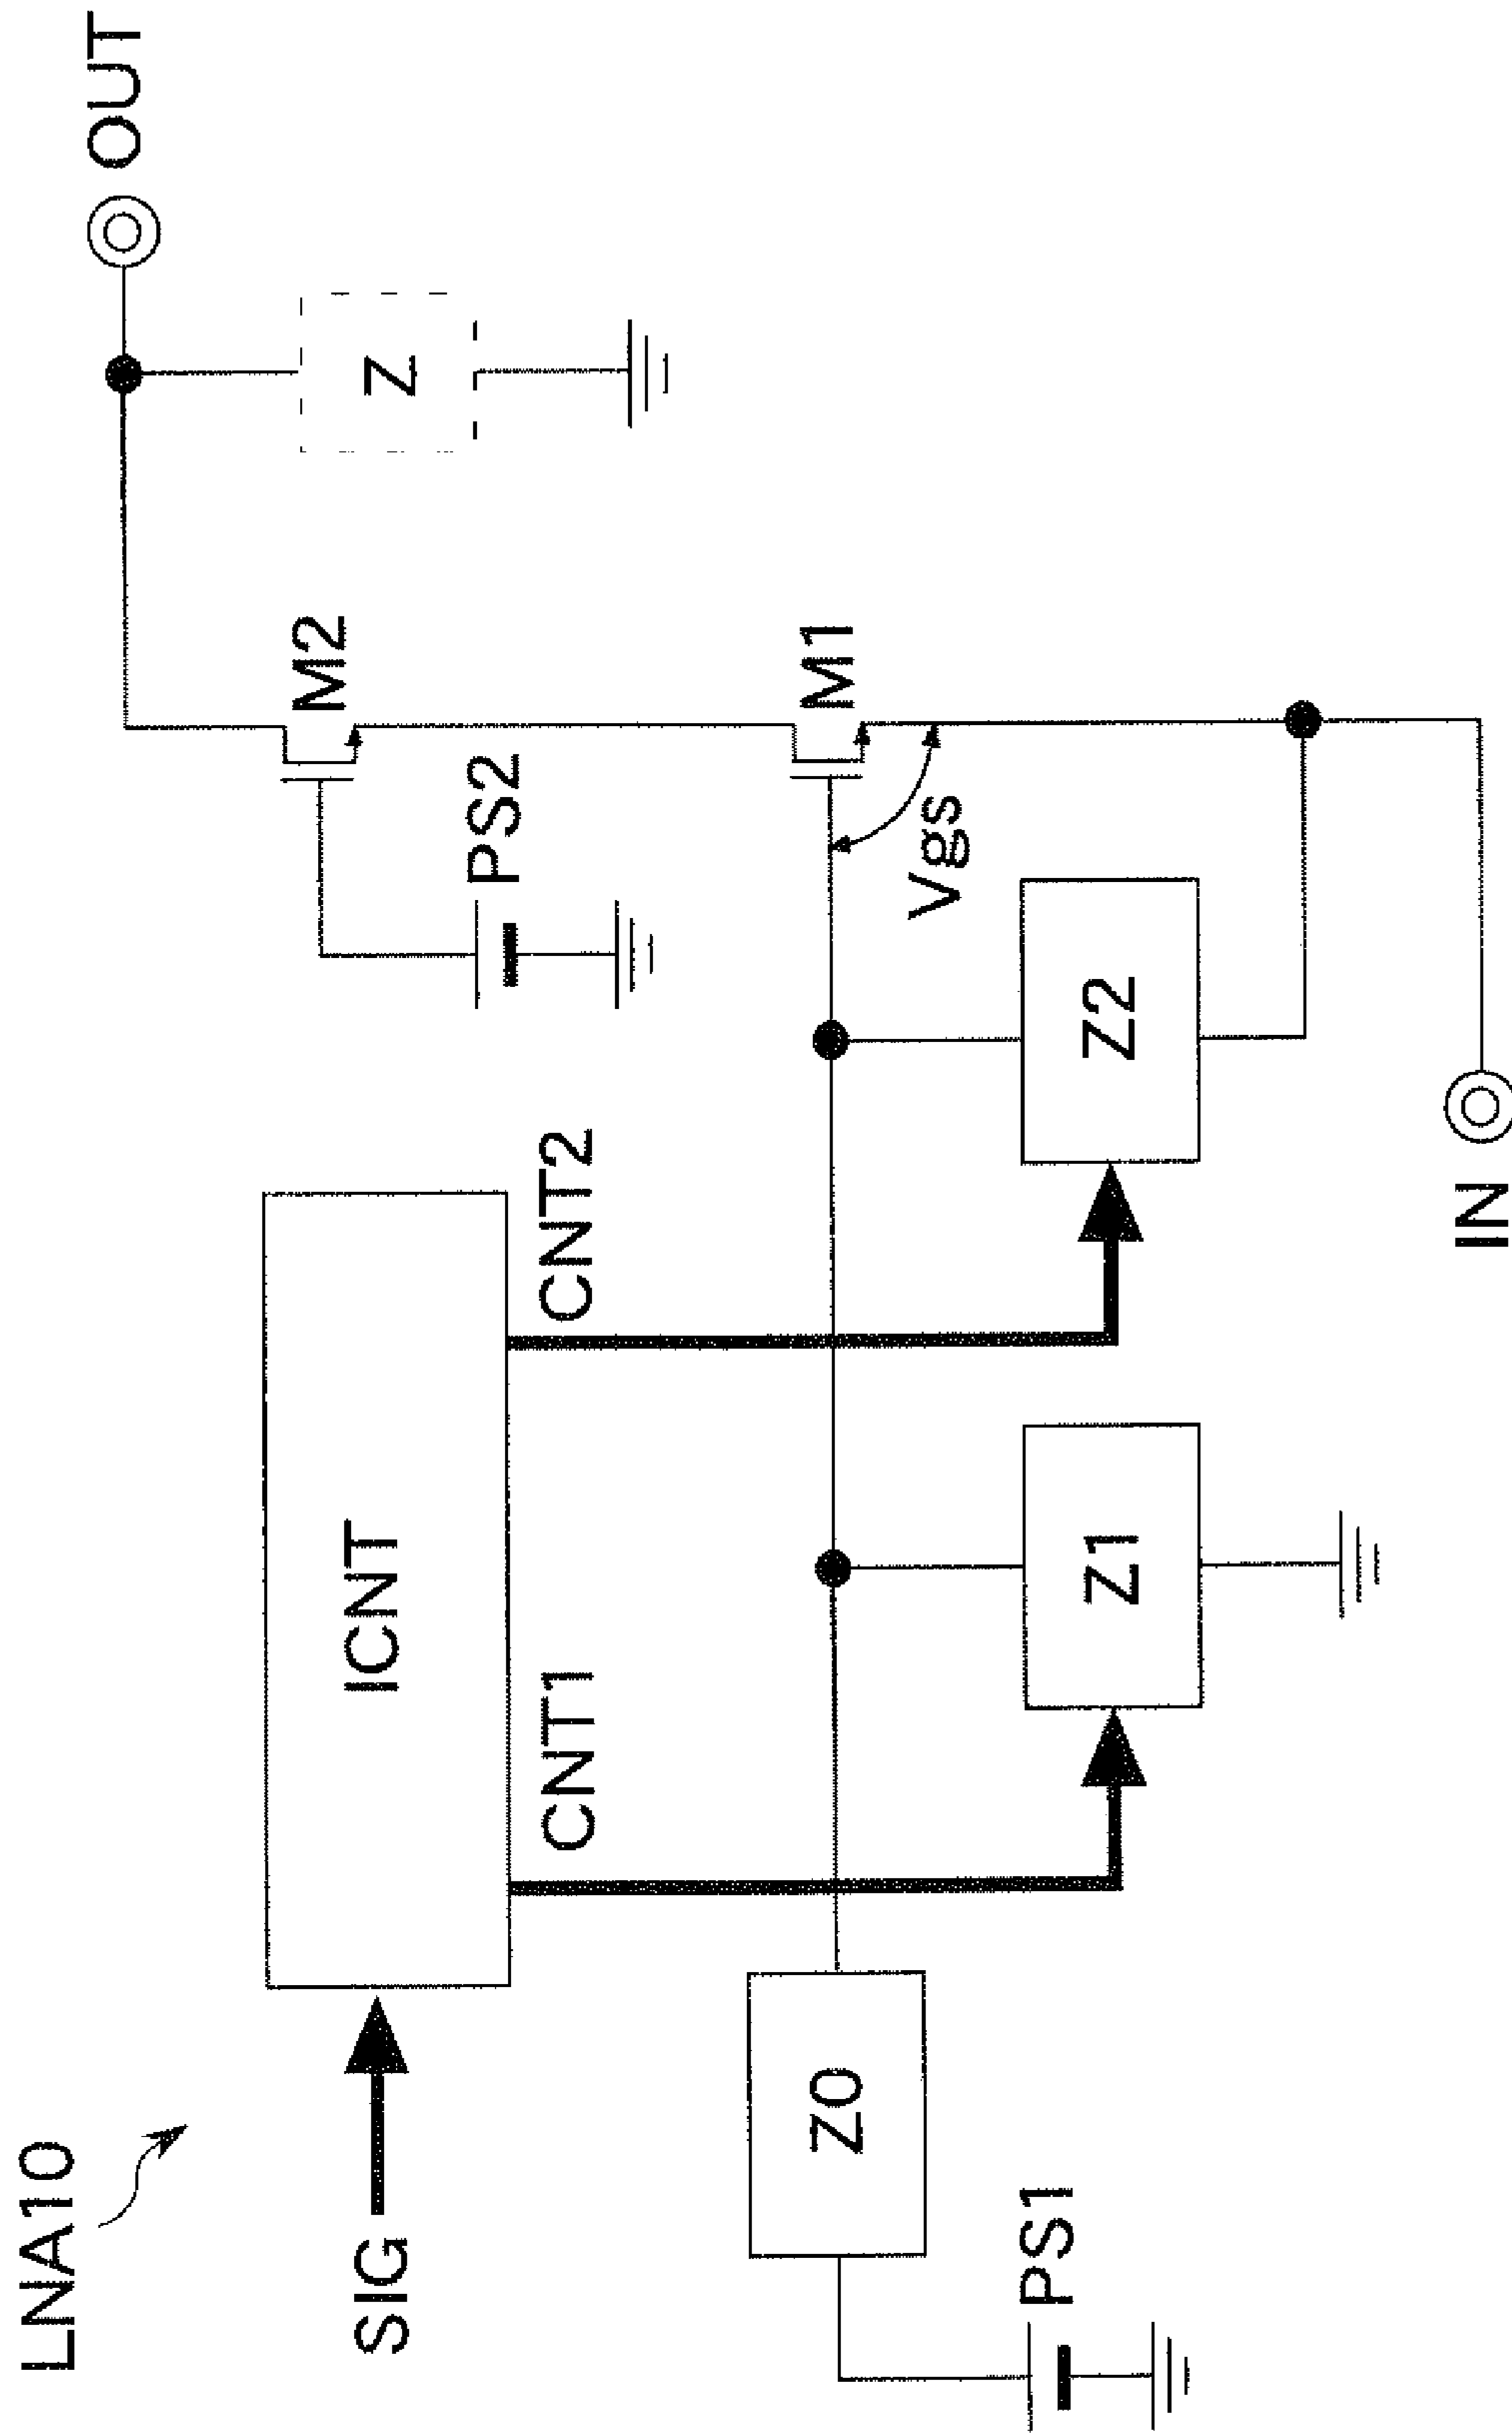 LNA10
OUT
SIG
ICNT
Z
M2
PS2
CNT1
CNT2
Z0
M1
Vgs
PS1
Z1
Z2
IN